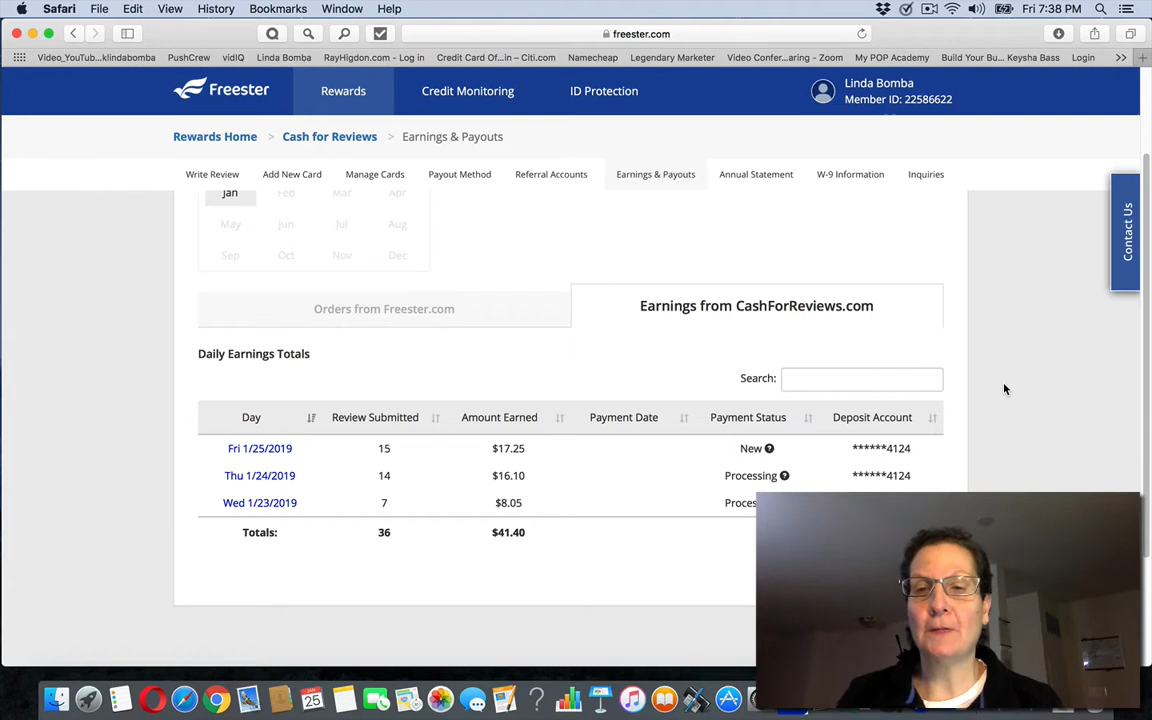 Safari File Edit View History Bookmarks Window Help Fri 7:38 PM
freester.com
Video_YouTub...klindabomba PushCrew vidIQ Linda Bomba RayHigdon.com - Log in Credit Card Of...in – Citi.com Namecheap Legendary Marketer Video Confer...aring - Zoom My POP Academy Build Your Bu... Keysha Bass Login
Freester Rewards Credit Monitoring ID Protection Linda Bomba
Member ID: 22586622
Rewards Home > Cash for Reviews > Earnings & Payouts
Write Review Add New Card Manage Cards Payout Method Referral Accounts Earnings & Payouts Annual Statement W-9 Information Inquiries
Jan Feb Mar Apr
May Jun Jul Aug
Sep Oct Nov Dec
Contact Us
Orders from Freester.com Earnings from CashForReviews.com
Daily Earnings Totals
Search:
Day Review Submitted Amount Earned Payment Date Payment Status Deposit Account
Fri 1/25/2019 15 $17.25 New ******4124
Thu 1/24/2019 14 $16.10 Processing ******4124
Wed 1/23/2019 7 $8.05 Proces
Totals: 36 $41.40
JAN
25